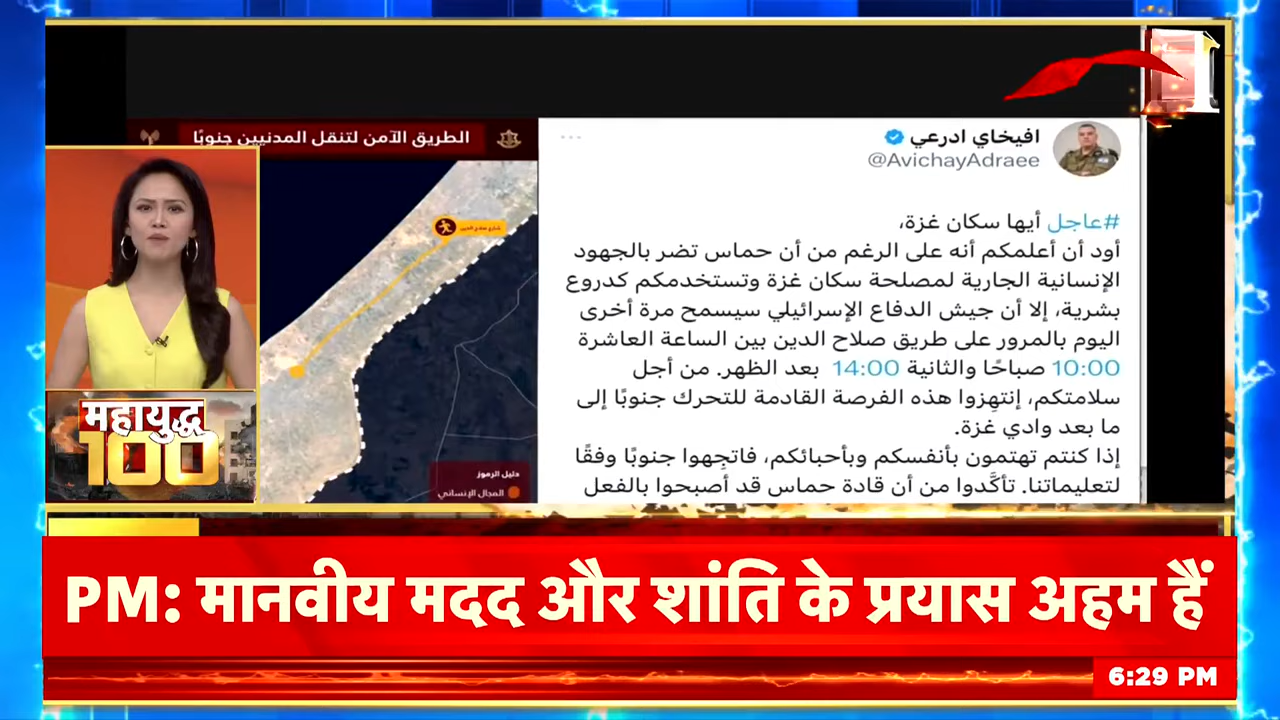 الطريق الآمن لتنقل المدنيين جنوبًا
شارع صلاح الدين
دليل الرموز
المجال الإنساني
افيخاي ادرعي
@AvichayAdraee
#عاجل أيها سكان غزة،
أود أن أعلمكم أنه على الرغم من أن حماس تضر بالجهود
الإنسانية الجارية لمصلحة سكان غزة وتستخدمكم كدروع
بشرية، إلا أن جيش الدفاع الإسرائيلي سيسمح مرة أخرى
اليوم بالمرور على طريق صلاح الدين بين الساعة العاشرة
10:00 صباحًا والثانية 14:00 بعد الظهر. من أجل
سلامتكم، إنتهزوا هذه الفرصة القادمة للتحرك جنوبًا إلى
ما بعد وادي غزة.
إذا كنتم تهتمون بأنفسكم وبأحبائكم، فاتجهوا جنوبًا وفقًا
لتعليماتنا. تأكَّدوا من أن قادة حماس قد أصبحوا بالفعل
महायुद्ध
100
PM: मानवीय मदद और शांति के प्रयास अहम हैं
6:29 PM